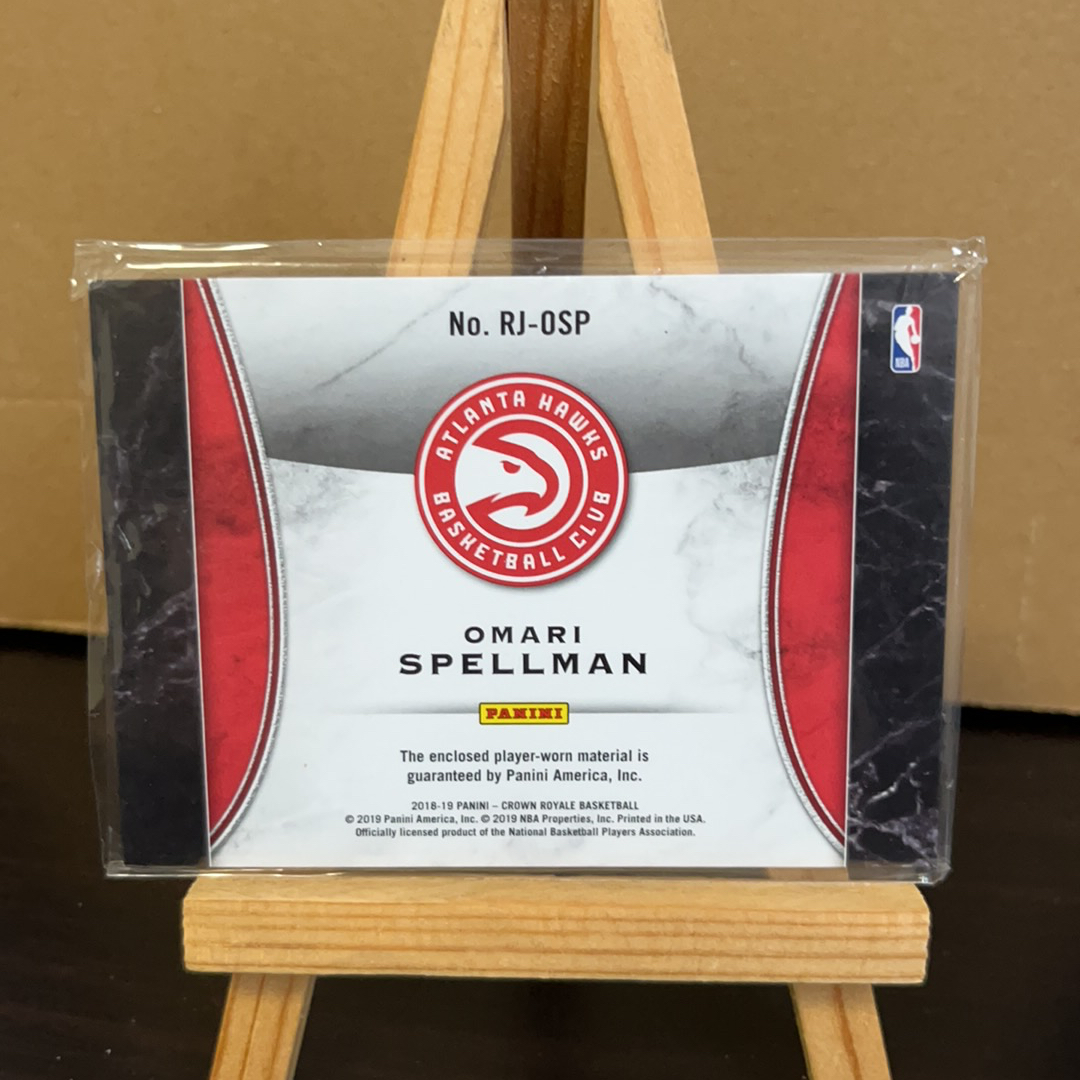 No. RJ-OSP
NBA
ATLANTA HAWKS
BASKETBALL CLUB
OMARI
SPELLMAN
PANINI
The enclosed player-worn material is
guaranteed by Panini America, Inc.
2018-19 PANINI – CROWN ROYALE BASKETBALL
© 2019 Panini America, Inc. © 2019 NBA Properties, Inc. Printed in the USA.
Officially licensed product of the National Basketball Players Association.